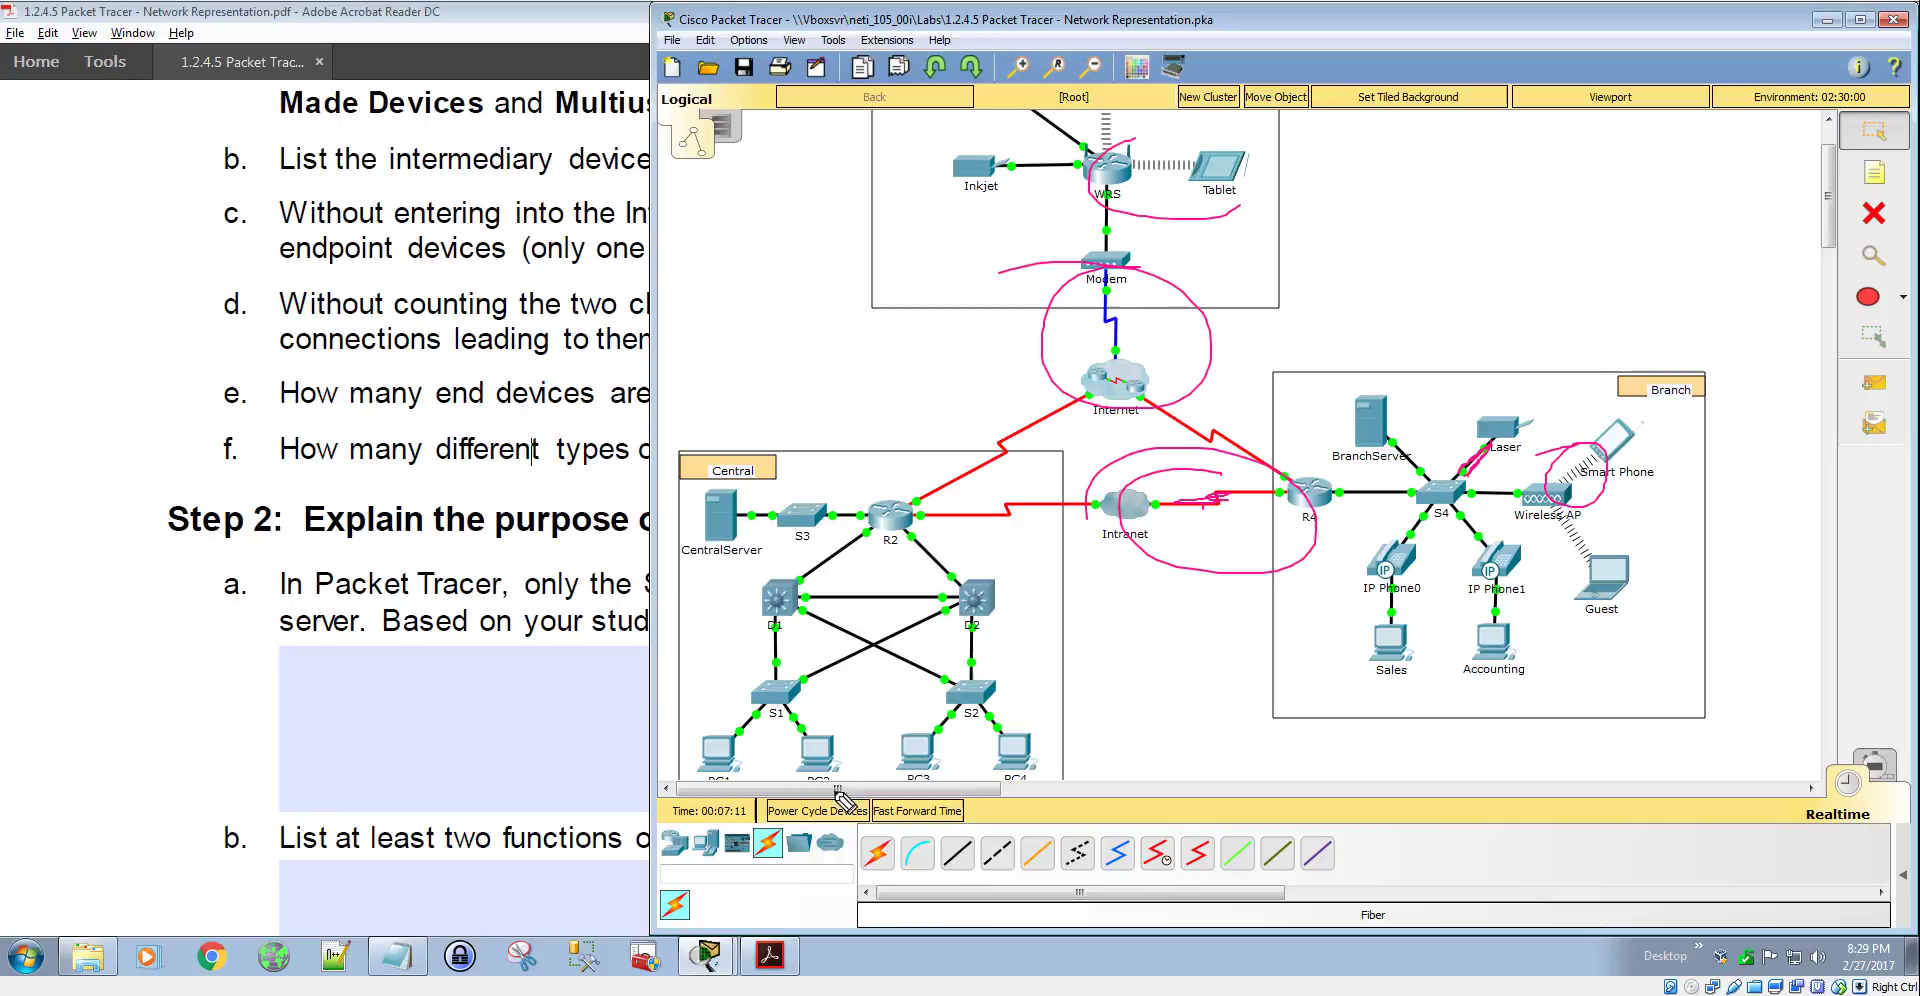 1.2.4.5 Packet Tracer - Network Representation.pdf - Adobe Acrobat Reader DC
File Edit View Window Help
Home Tools 1.2.4.5 Packet Trac... ×
Made Devices and Multius
b. List the intermediary device
c. Without entering into the In
endpoint devices (only one
d. Without counting the two cl
connections leading to them
e. How many end devices are
f. How many different types o
Step 2: Explain the purpose o
a. In Packet Tracer, only the S
server. Based on your stud
b. List at least two functions o
Cisco Packet Tracer - \\Vboxsvr\neti_105_00i\Labs\1.2.4.5 Packet Tracer - Network Representation.pka
File Edit Options View Tools Extensions Help
Logical Back [Root] New Cluster Move Object Set Tiled Background Viewport Environment: 02:30:00
Inkjet
WRS
Tablet
Modem
Internet
Branch
BranchServer
Laser
Smart Phone
R4
S4
Wireless AP
Intranet
IP
IP
IP Phone0
IP Phone1
Guest
Sales
Accounting
Central
CentralServer
S3
R2
D1
D2
S1
S2
PC1
PC2
PC3
PC4
Time: 00:07:11 Power Cycle Devices Fast Forward Time
Realtime
Fiber
Desktop
8:29 PM
2/27/2017
Right Ctrl